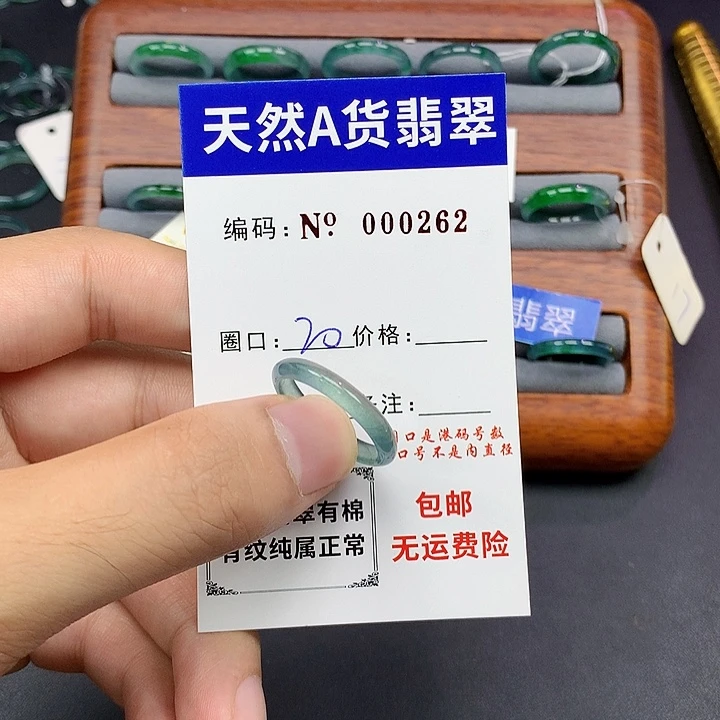 天然A货翡翠
编码: Nº 000262
圈口: 20 价格:
注:
口是港码号数
口号不是内直径
翠有棉
有纹纯属正常
包邮
无运费险
翡翠